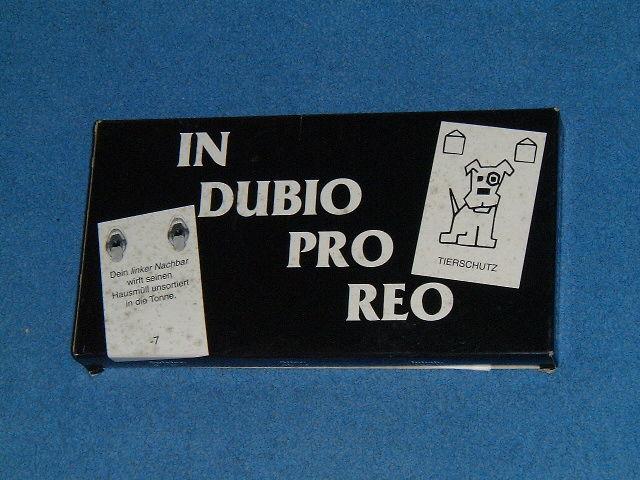 IN
DUBIO
PRO
REO
TIERSCHUTZ
Dein linker Nachbar
wirft seinen
Hausmüll unsortiert
in die Tonne.
-7